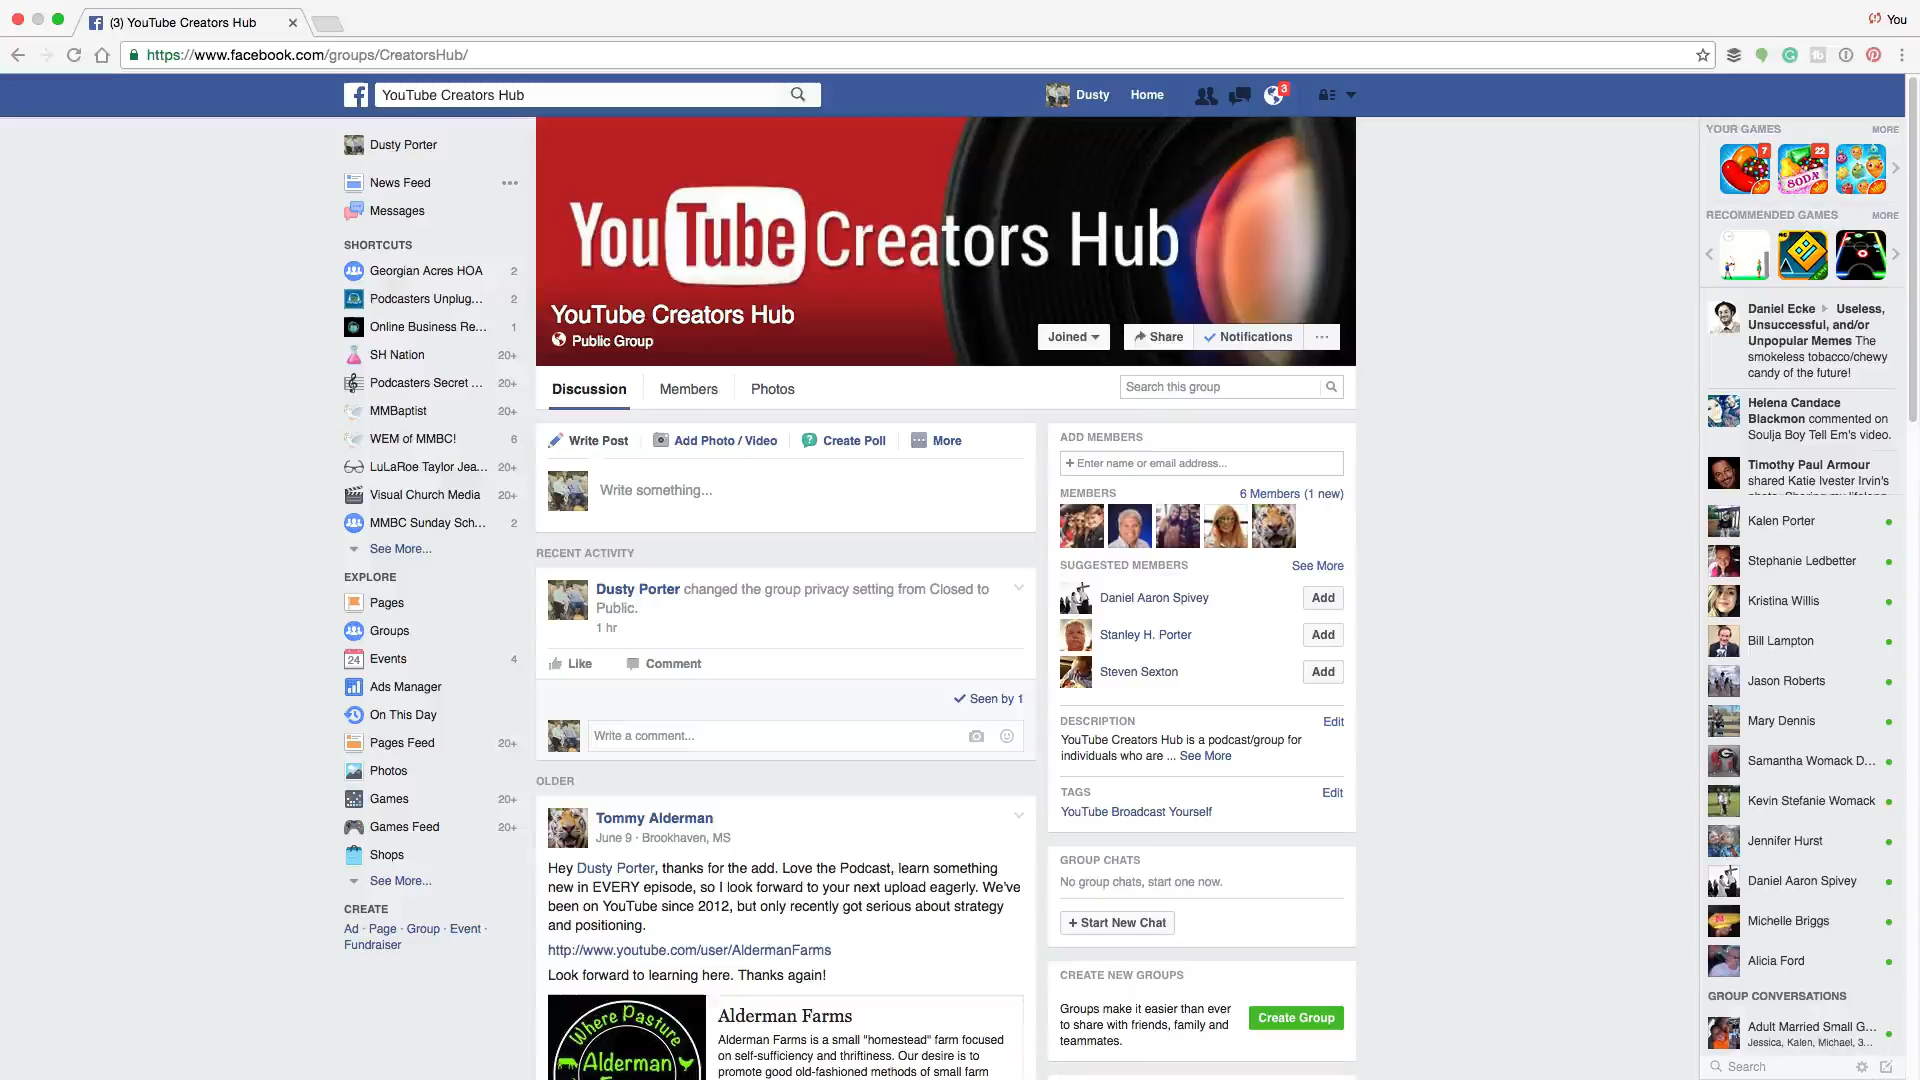 (3) YouTube Creators Hub
You
https://www.facebook.com/groups/CreatorsHub/
YouTube Creators Hub
Dusty
Home
3
Dusty Porter
News Feed
Messages
SHORTCUTS
Georgian Acres HOA 2
Podcasters Unplug... 2
Online Business Re... 1
SH Nation 20+
Podcasters Secret ... 20+
MMBaptist 20+
WEM of MMBC! 6
LuLaRoe Taylor Jea... 20+
Visual Church Media 20+
MMBC Sunday Sch... 2
See More...
EXPLORE
Pages
Groups
24 Events 4
Ads Manager
On This Day
Pages Feed 20+
Photos
Games 20+
Games Feed 20+
Shops
See More...
CREATE
Ad · Page · Group · Event ·
Fundraiser
YouTube Creators Hub
YouTube Creators Hub
Public Group
Joined
Share
Notifications
Discussion
Members
Photos
Search this group
Write Post
Add Photo / Video
Create Poll
More
Write something...
RECENT ACTIVITY
Dusty Porter changed the group privacy setting from Closed to
Public.
1 hr
Like
Comment
Seen by 1
Write a comment...
OLDER
Tommy Alderman
June 9 · Brookhaven, MS
Hey Dusty Porter, thanks for the add. Love the Podcast, learn something
new in EVERY episode, so I look forward to your next upload eagerly. We've
been on YouTube since 2012, but only recently got serious about strategy
and positioning.
http://www.youtube.com/user/AldermanFarms
Look forward to learning here. Thanks again!
Where Pasture
Alderman
Alderman Farms
Alderman Farms is a small "homestead" farm focused
on self-sufficiency and thriftiness. Our desire is to
promote good old-fashioned methods of small farm
ADD MEMBERS
+ Enter name or email address...
MEMBERS
6 Members (1 new)
SUGGESTED MEMBERS
See More
Daniel Aaron Spivey
Add
Stanley H. Porter
Add
Steven Sexton
Add
DESCRIPTION
Edit
YouTube Creators Hub is a podcast/group for
individuals who are ... See More
TAGS
Edit
YouTube Broadcast Yourself
GROUP CHATS
No group chats, start one now.
+ Start New Chat
CREATE NEW GROUPS
Groups make it easier than ever
to share with friends, family and
teammates.
Create Group
YOUR GAMES
MORE
7
22
SODA
RECOMMENDED GAMES
MORE
Daniel Ecke Useless,
Unsuccessful, and/or
Unpopular Memes The
smokeless tobacco/chewy
candy of the future!
Helena Candace
Blackmon commented on
Soulja Boy Tell Em's video.
Timothy Paul Armour
shared Katie Ivester Irvin's
Kalen Porter
Stephanie Ledbetter
Kristina Willis
Bill Lampton
Jason Roberts
Mary Dennis
Samantha Womack D...
Kevin Stefanie Womack
Jennifer Hurst
Daniel Aaron Spivey
Michelle Briggs
Alicia Ford
GROUP CONVERSATIONS
Adult Married Small G...
Jessica, Kalen, Michael, 3...
Search